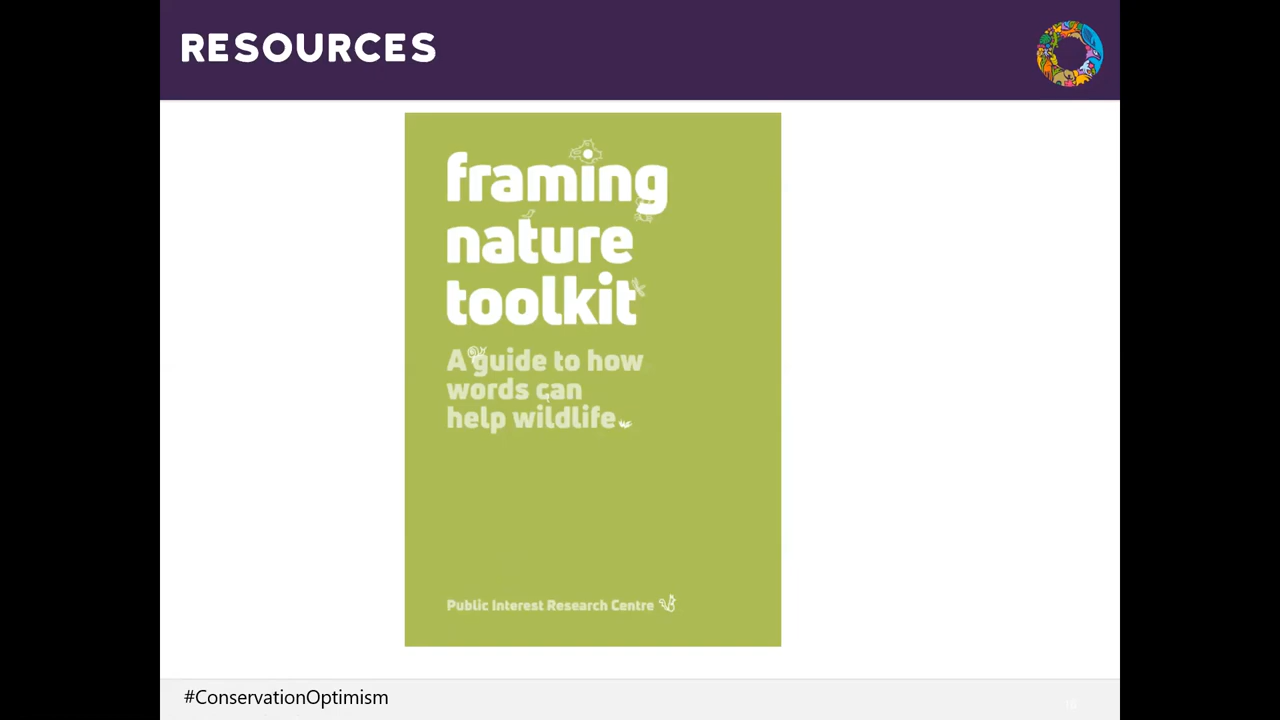 RESOURCES
framing
nature
toolkit
A guide to how
words can
help wildlife
Public Interest Research Centre
#ConservationOptimism